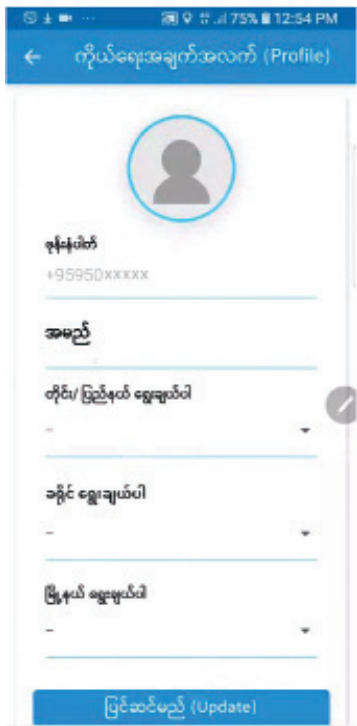 75% 12:54 PM
ကိုယ်ရေးအချက်အလက် (Profile)
ဖုန်းနံပါတ်
+95950xxxxx
အမည်
တိုင်း/ ပြည်နယ် ရွေးချယ်ပါ
-
ခရိုင် ရွေးချယ်ပါ
-
မြို့နယ် ရွေးချယ်ပါ
-
ပြင်ဆင်မည် (Update)